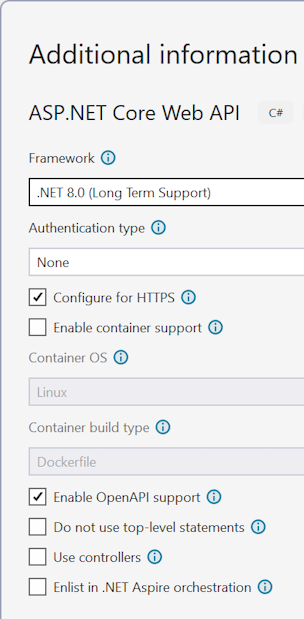 Additional information
ASP.NET Core Web API C#
Framework
.NET 8.0 (Long Term Support)
Authentication type
None
Configure for HTTPS
Enable container support
Container OS
Linux
Container build type
Dockerfile
Enable OpenAPI support
Do not use top-level statements
Use controllers
Enlist in .NET Aspire orchestration